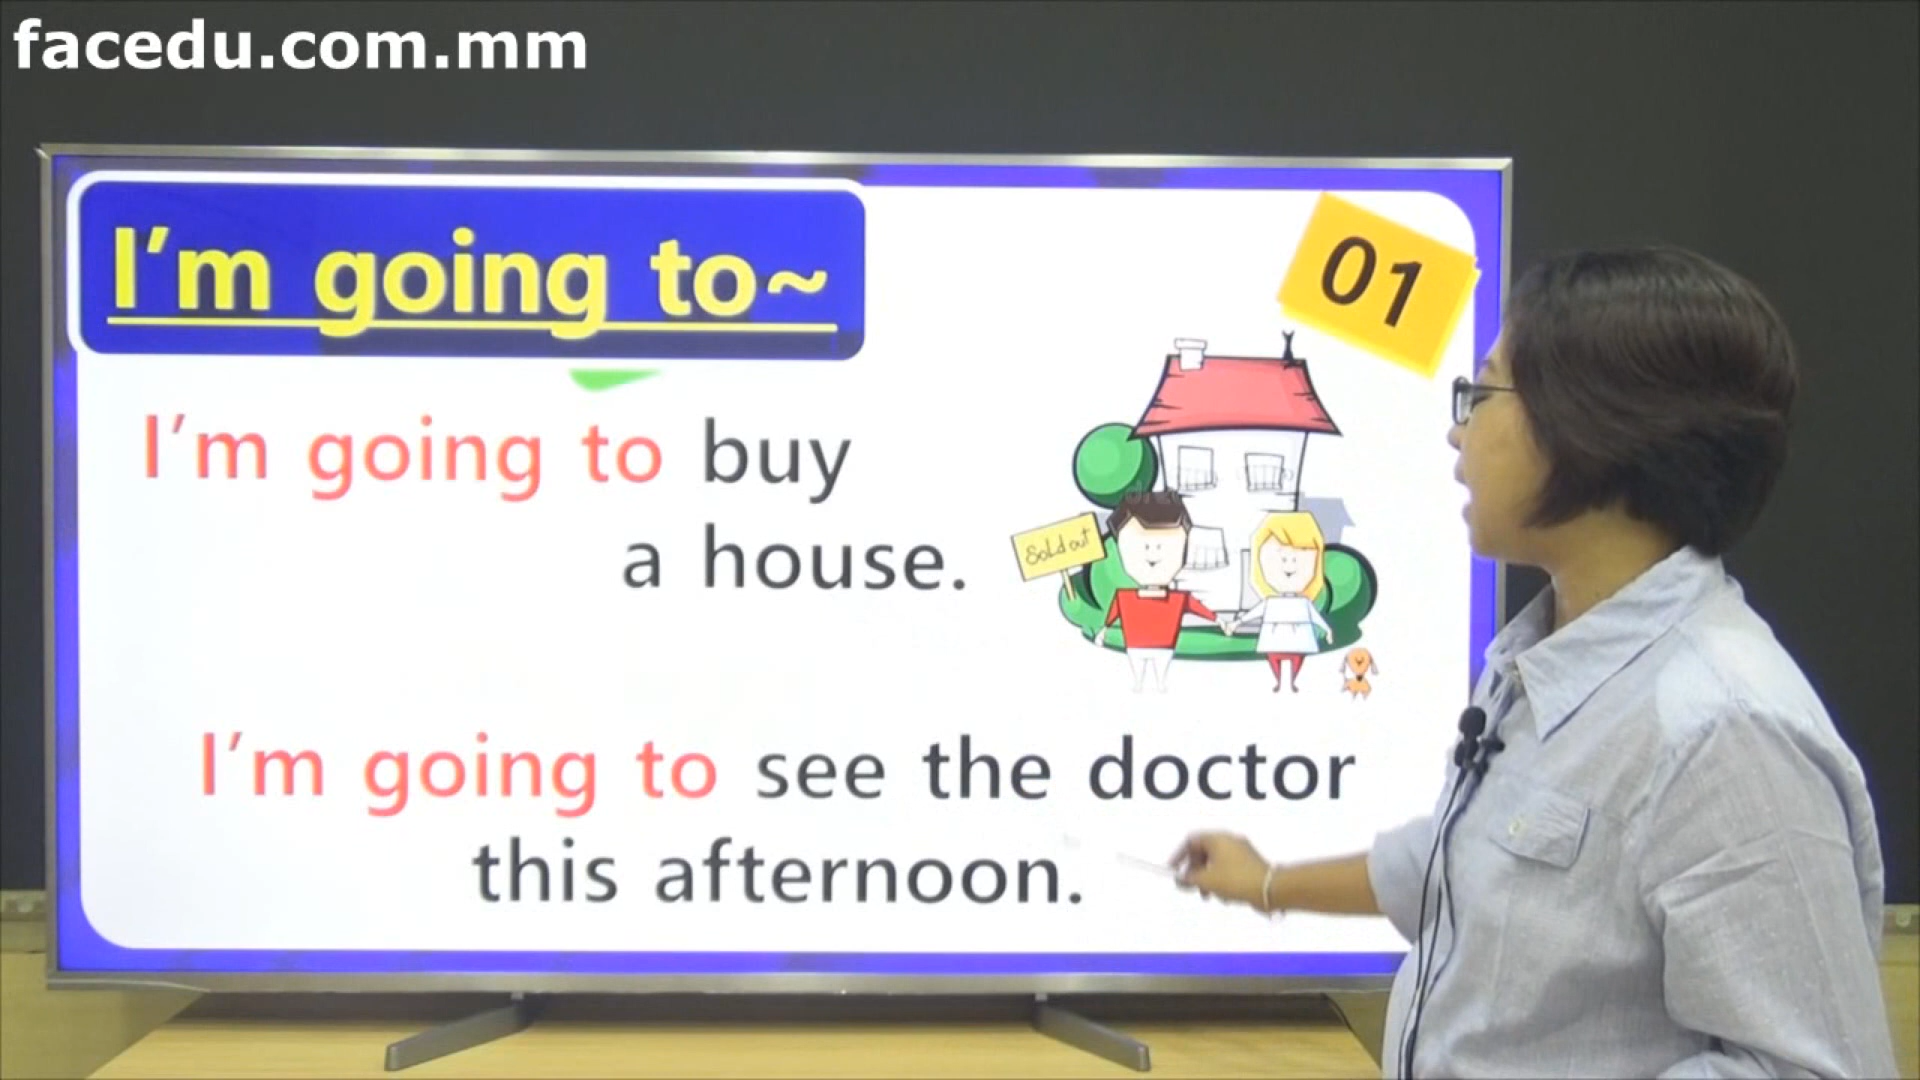 facedu.com.mm
I'm going to~
01
I'm going to buy
a house.
Sold out
I'm going to see the doctor
this afternoon.